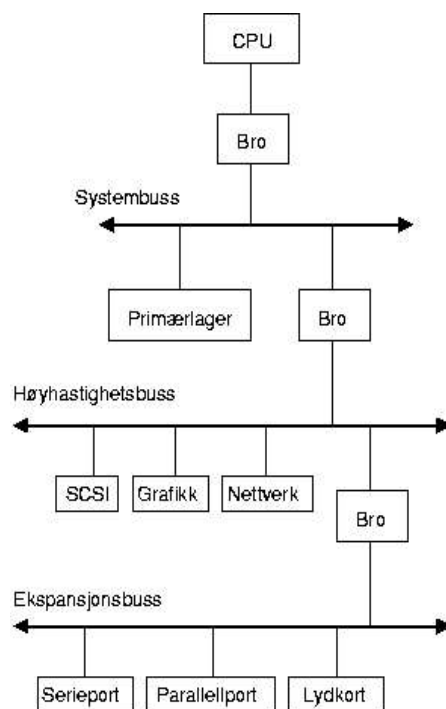 CPU
Bro
Systembuss
Primærlager
Bro
Høyhastighetsbuss
SCSI Grafikk Nettverk
Bro
Ekspansjonsbuss
Serieport Parallellport Lydkort